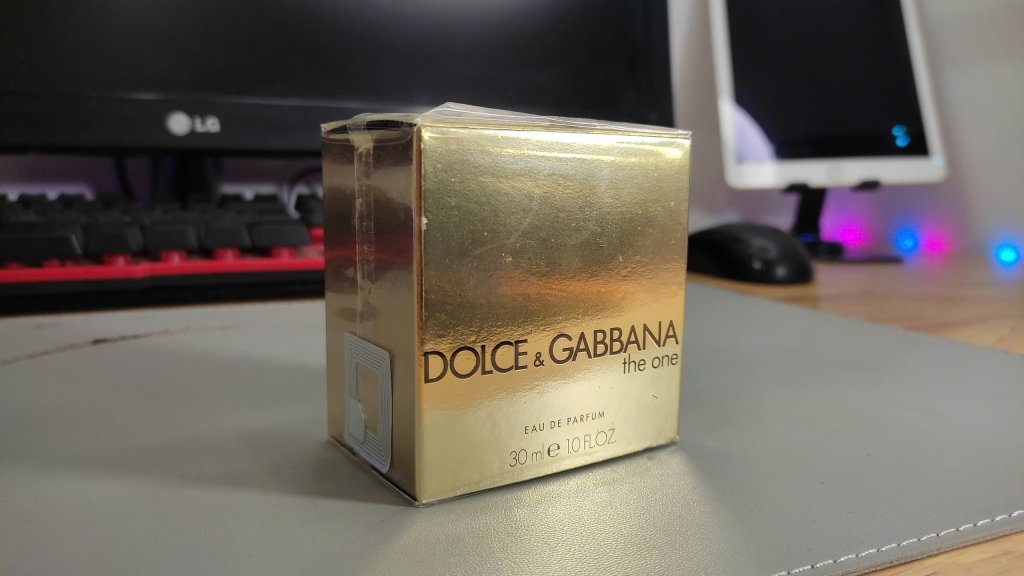 LG
DOLCE & GABBANA
the one
EAU DE PARFUM
30 ml e 1.0 FL.OZ.